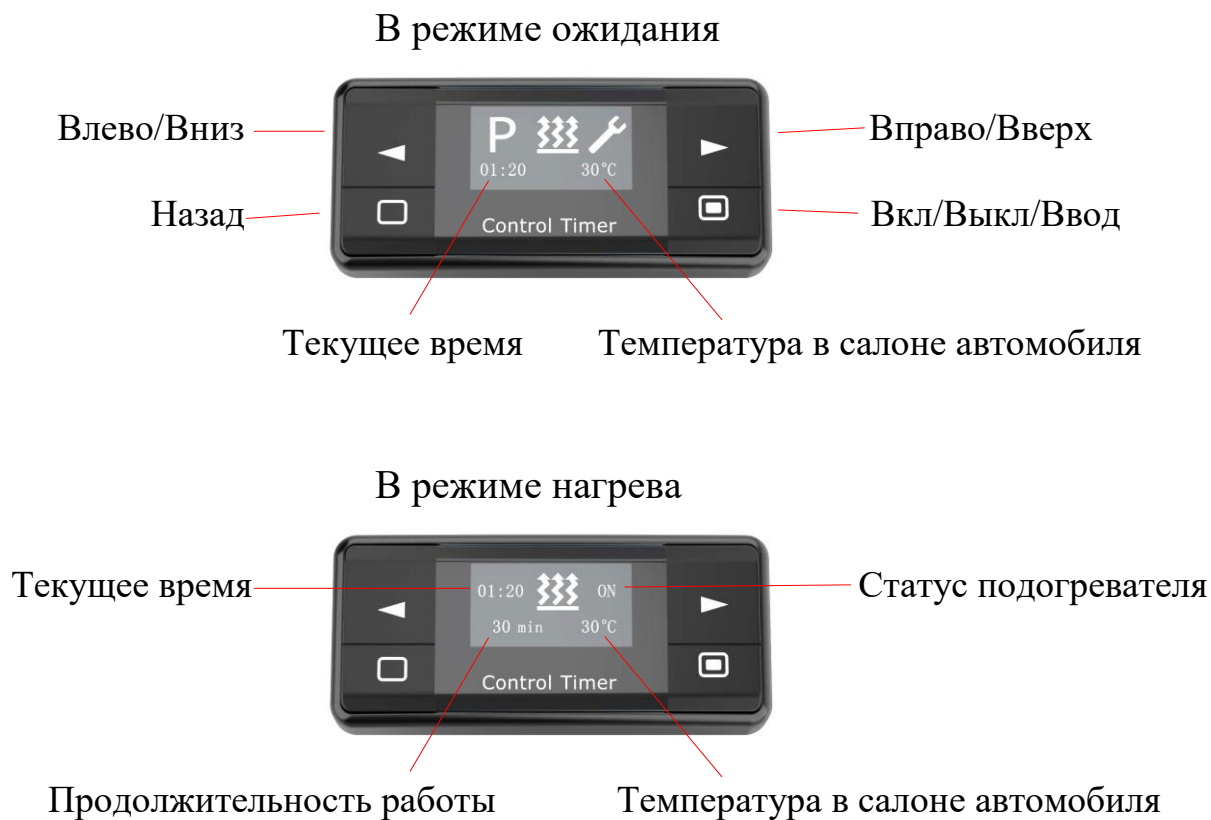 В режиме ожидания
Влево/Вниз
Вправо/Вверх
P
01:20 30℃
Назад
Вкл/Выкл/Ввод
Control Timer
Текущее время
Температура в салоне автомобиля
В режиме нагрева
Текущее время
01:20 ON
Статус подогревателя
30 min 30℃
Control Timer
Продолжительность работы
Температура в салоне автомобиля